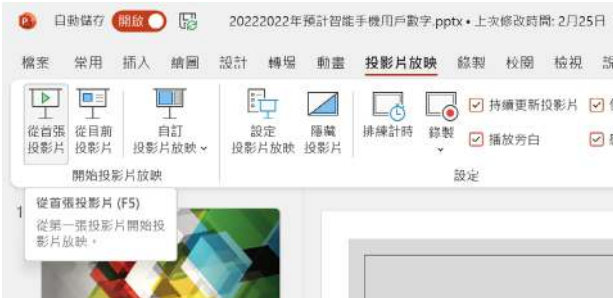 自動儲存 開啟 20222022年預計智能手機用戶數字.pptx • 上次修改時間: 2月25日
檔案 常用 插入 繪圖 設計 轉場 動畫 投影片放映 錄製 校閱 檢視
從首張投影片
從目前投影片
自訂投影片放映
設定投影片放映
隱藏投影片
排練計時
錄製
持續更新投影片
播放旁白
開始投影片放映 設定
從首張投影片 (F5)
從第一張投影片開始投
影片放映。
1